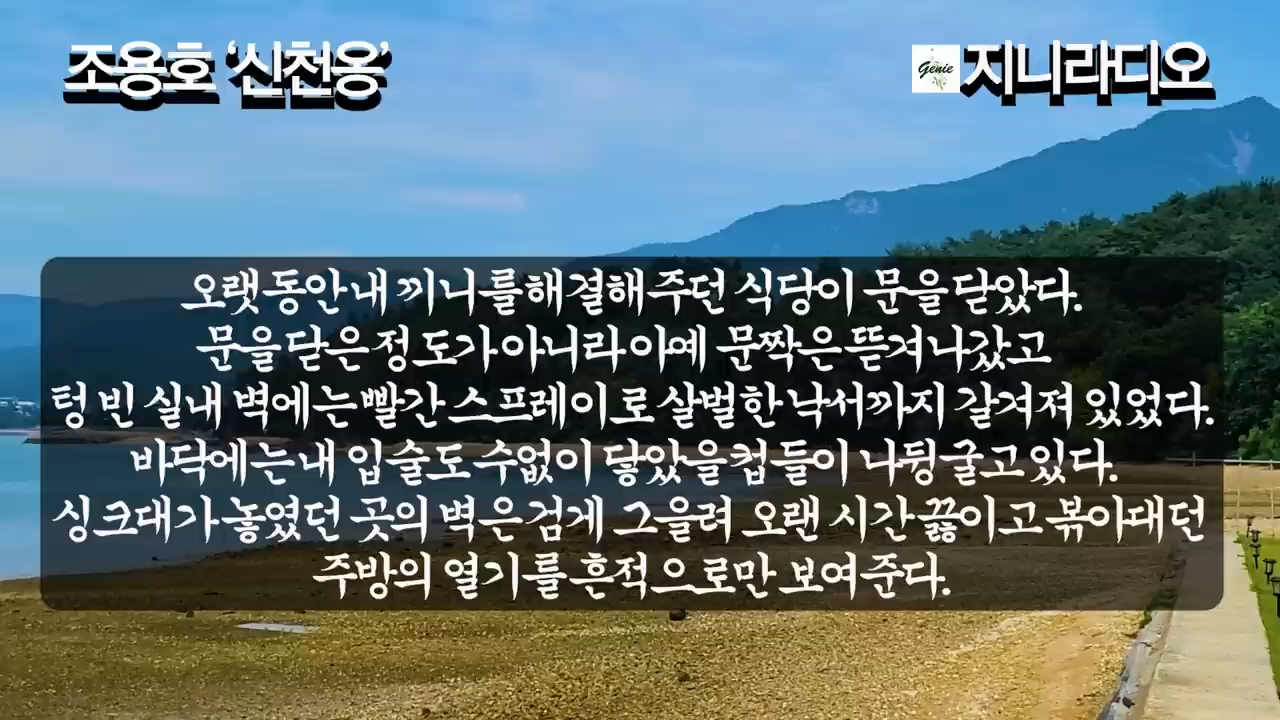 조용호 ‘신천옹’
Genie 지니라디오
오랫동안 내 끼니를 해결해 주던 식당이 문을 닫았다.
문을 닫은 정도가 아니라 아예 문짝은 뜯겨 나갔고
텅 빈 실내 벽에는 빨간 스프레이로 살벌한 낙서까지 갈겨져 있었다.
바닥에는 내 입술도 수없이 닿았을 컵들이 나뒹굴고 있다.
싱크대가 놓였던 곳의 벽은 검게 그을려 오랜 시간 끓이고 볶아대던
주방의 열기를 흔적으로만 보여준다.